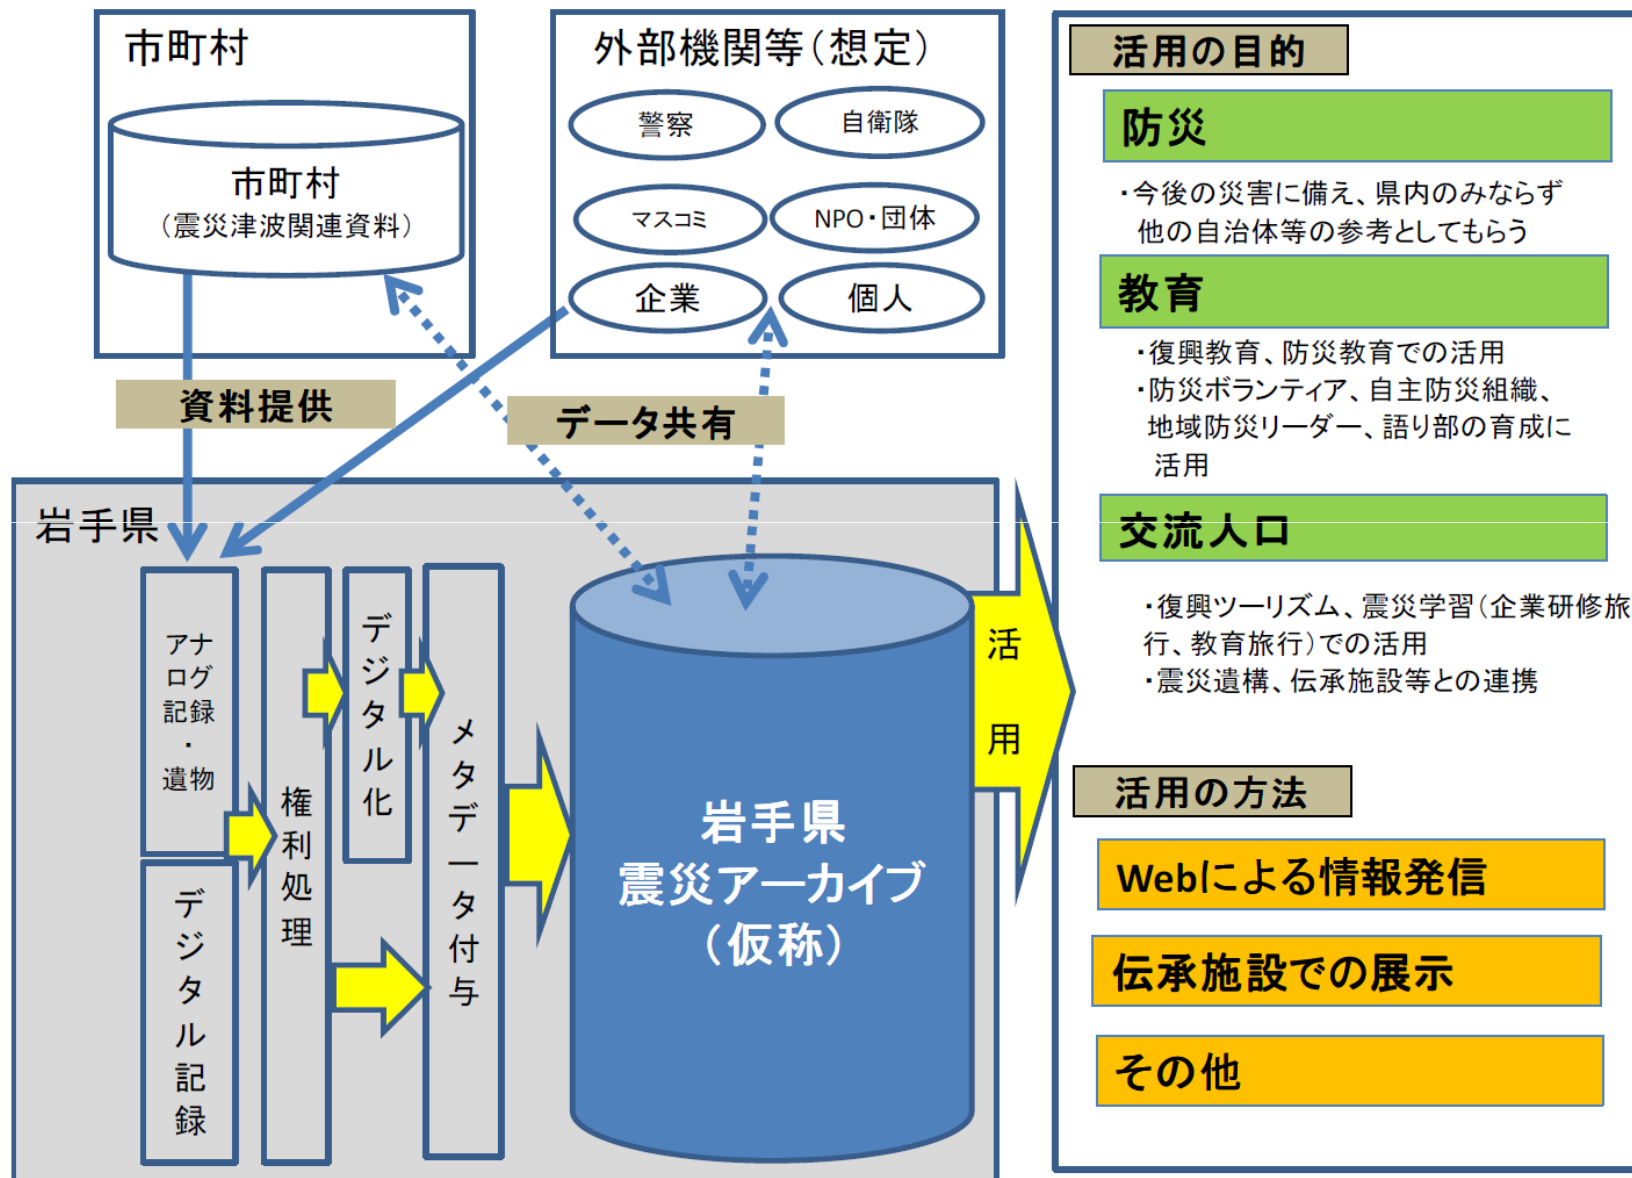 市町村
市町村
（震災津波関連資料）
外部機関等（想定）
警察
自衛隊
マスコミ
NPO・団体
企業
個人
資料提供
データ共有
岩手県
アナ
ログ
記録
・
遺物
デジタル記録
権利処理
デジタル化
メタデータ付与
岩手県
震災アーカイブ
（仮称）
活用
活用の目的
防災
・今後の災害に備え、県内のみならず
他の自治体等の参考としてもらう
教育
・復興教育、防災教育での活用
・防災ボランティア、自主防災組織、
地域防災リーダー、語り部の育成に
活用
交流人口
・復興ツーリズム、震災学習（企業研修旅
行、教育旅行）での活用
・震災遺構、伝承施設等との連携
活用の方法
Webによる情報発信
伝承施設での展示
その他